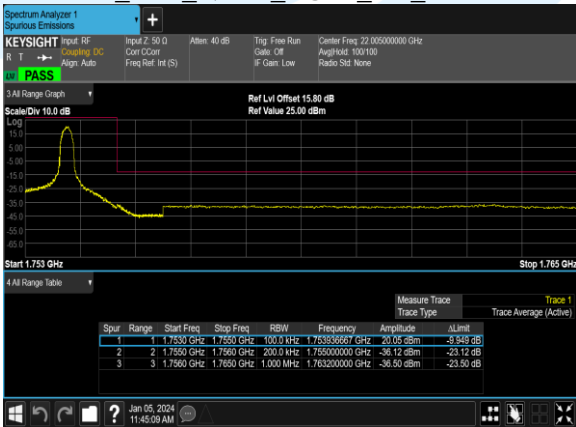 Spectrum Analyzer 1
Spurious Emissions
+
KEYSIGHT Input: RF Input Z: 50 Ω Atten: 40 dB Trig: Free Run Center Freq: 22.005000000 GHz
R T Coupling: DC Corr CCorr Gate: Off Avg|Hold: 100/100
Align: Auto Freq Ref: Int (S) IF Gain: Low Radio Std: None
LW PASS
3 All Range Graph
Ref Lvl Offset 15.80 dB
Scale/Div 10.0 dB Ref Value 25.00 dBm
Log
15.0
5.00
-5.00
-15.0
-25.0
-35.0
-45.0
-55.0
-65.0
Start 1.753 GHz Stop 1.765 GHz
4 All Range Table
Measure Trace Trace 1
Trace Type Trace Average (Active)
Spur Range Start Freq Stop Freq RBW Frequency Amplitude ΔLimit
1 1 1.7530 GHz 1.7550 GHz 100.0 kHz 1.753936667 GHz 20.05 dBm -9.949 dB
2 2 1.7550 GHz 1.7560 GHz 200.0 kHz 1.755000000 GHz -36.12 dBm -23.12 dB
3 3 1.7560 GHz 1.7650 GHz 1.000 MHz 1.763200000 GHz -36.50 dBm -23.50 dB
? Jan 05, 2024
11:45:09 AM